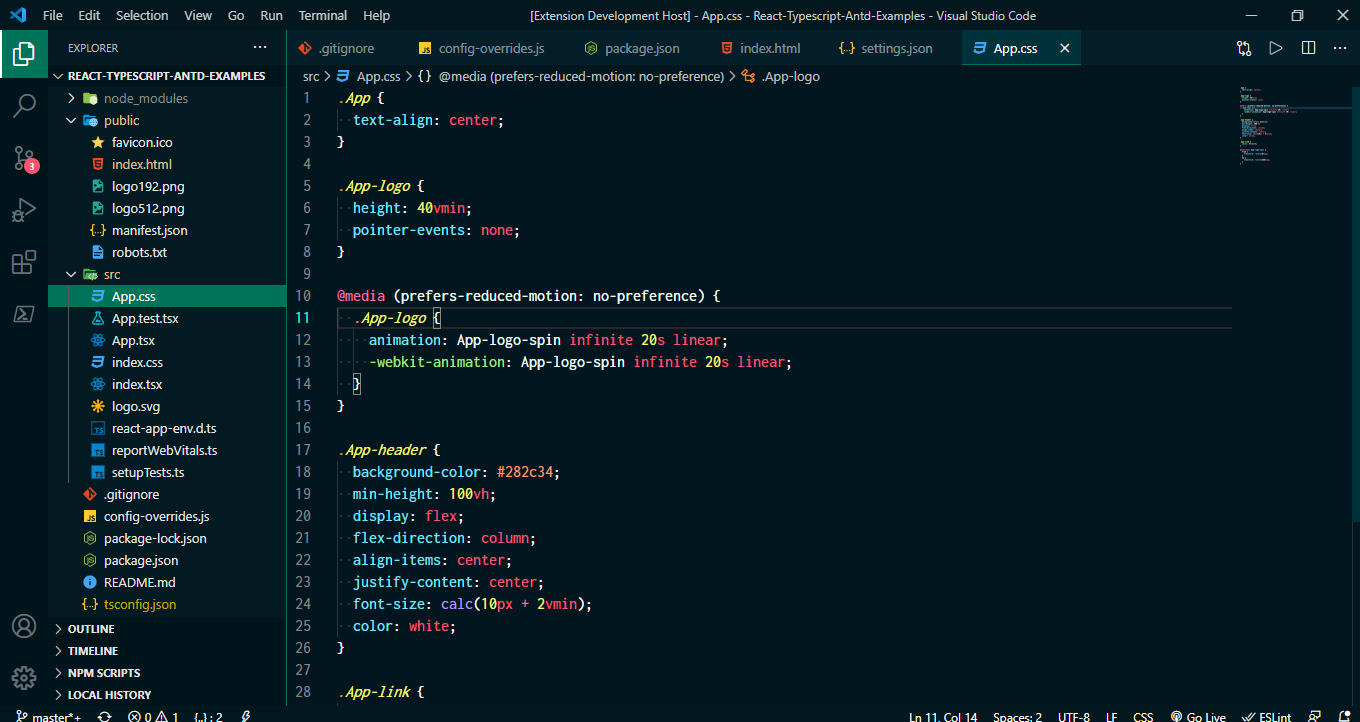 File Edit Selection View Go Run Terminal Help [Extension Development Host] - App.css - React-Typescript-Antd-Examples - Visual Studio Code
EXPLORER
.gitignore config-overrides.js package.json index.html settings.json App.css
REACT-TYPESCRIPT-ANTD-EXAMPLES
node_modules
public
favicon.ico
index.html
logo192.png
logo512.png
manifest.json
robots.txt
src
App.css
App.test.tsx
App.tsx
index.css
index.tsx
logo.svg
react-app-env.d.ts
reportWebVitals.ts
setupTests.ts
.gitignore
config-overrides.js
package-lock.json
package.json
README.md
tsconfig.json
OUTLINE
TIMELINE
NPM SCRIPTS
LOCAL HISTORY
3
src > App.css > {} @media (prefers-reduced-motion: no-preference) > .App-logo
1 .App {
2 text-align: center;
3 }
4
5 .App-logo {
6 height: 40vmin;
7 pointer-events: none;
8 }
9
10 @media (prefers-reduced-motion: no-preference) {
11 .App-logo {
12 animation: App-logo-spin infinite 20s linear;
13 -webkit-animation: App-logo-spin infinite 20s linear;
14 }
15 }
16
17 .App-header {
18 background-color: #282c34;
19 min-height: 100vh;
20 display: flex;
21 flex-direction: column;
22 align-items: center;
23 justify-content: center;
24 font-size: calc(10px + 2vmin);
25 color: white;
26 }
27
28 .App-link {
master*+ 0 1 {..}: 2 Ln 11, Col 14 Spaces: 2 UTF-8 LF CSS Go Live ESLint